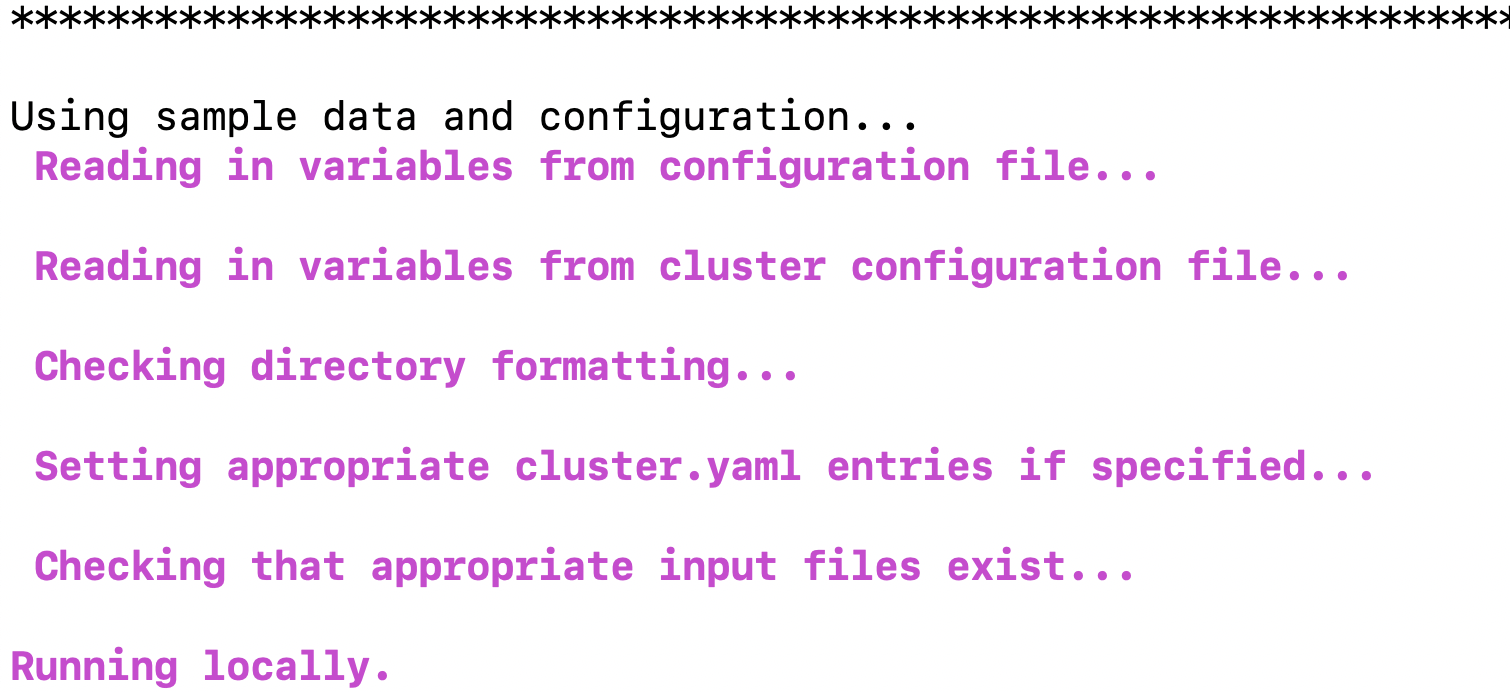 ***************************************************************
Using sample data and configuration...
Reading in variables from configuration file...
Reading in variables from cluster configuration file...
Checking directory formatting...
Setting appropriate cluster.yaml entries if specified...
Checking that appropriate input files exist...
Running locally.